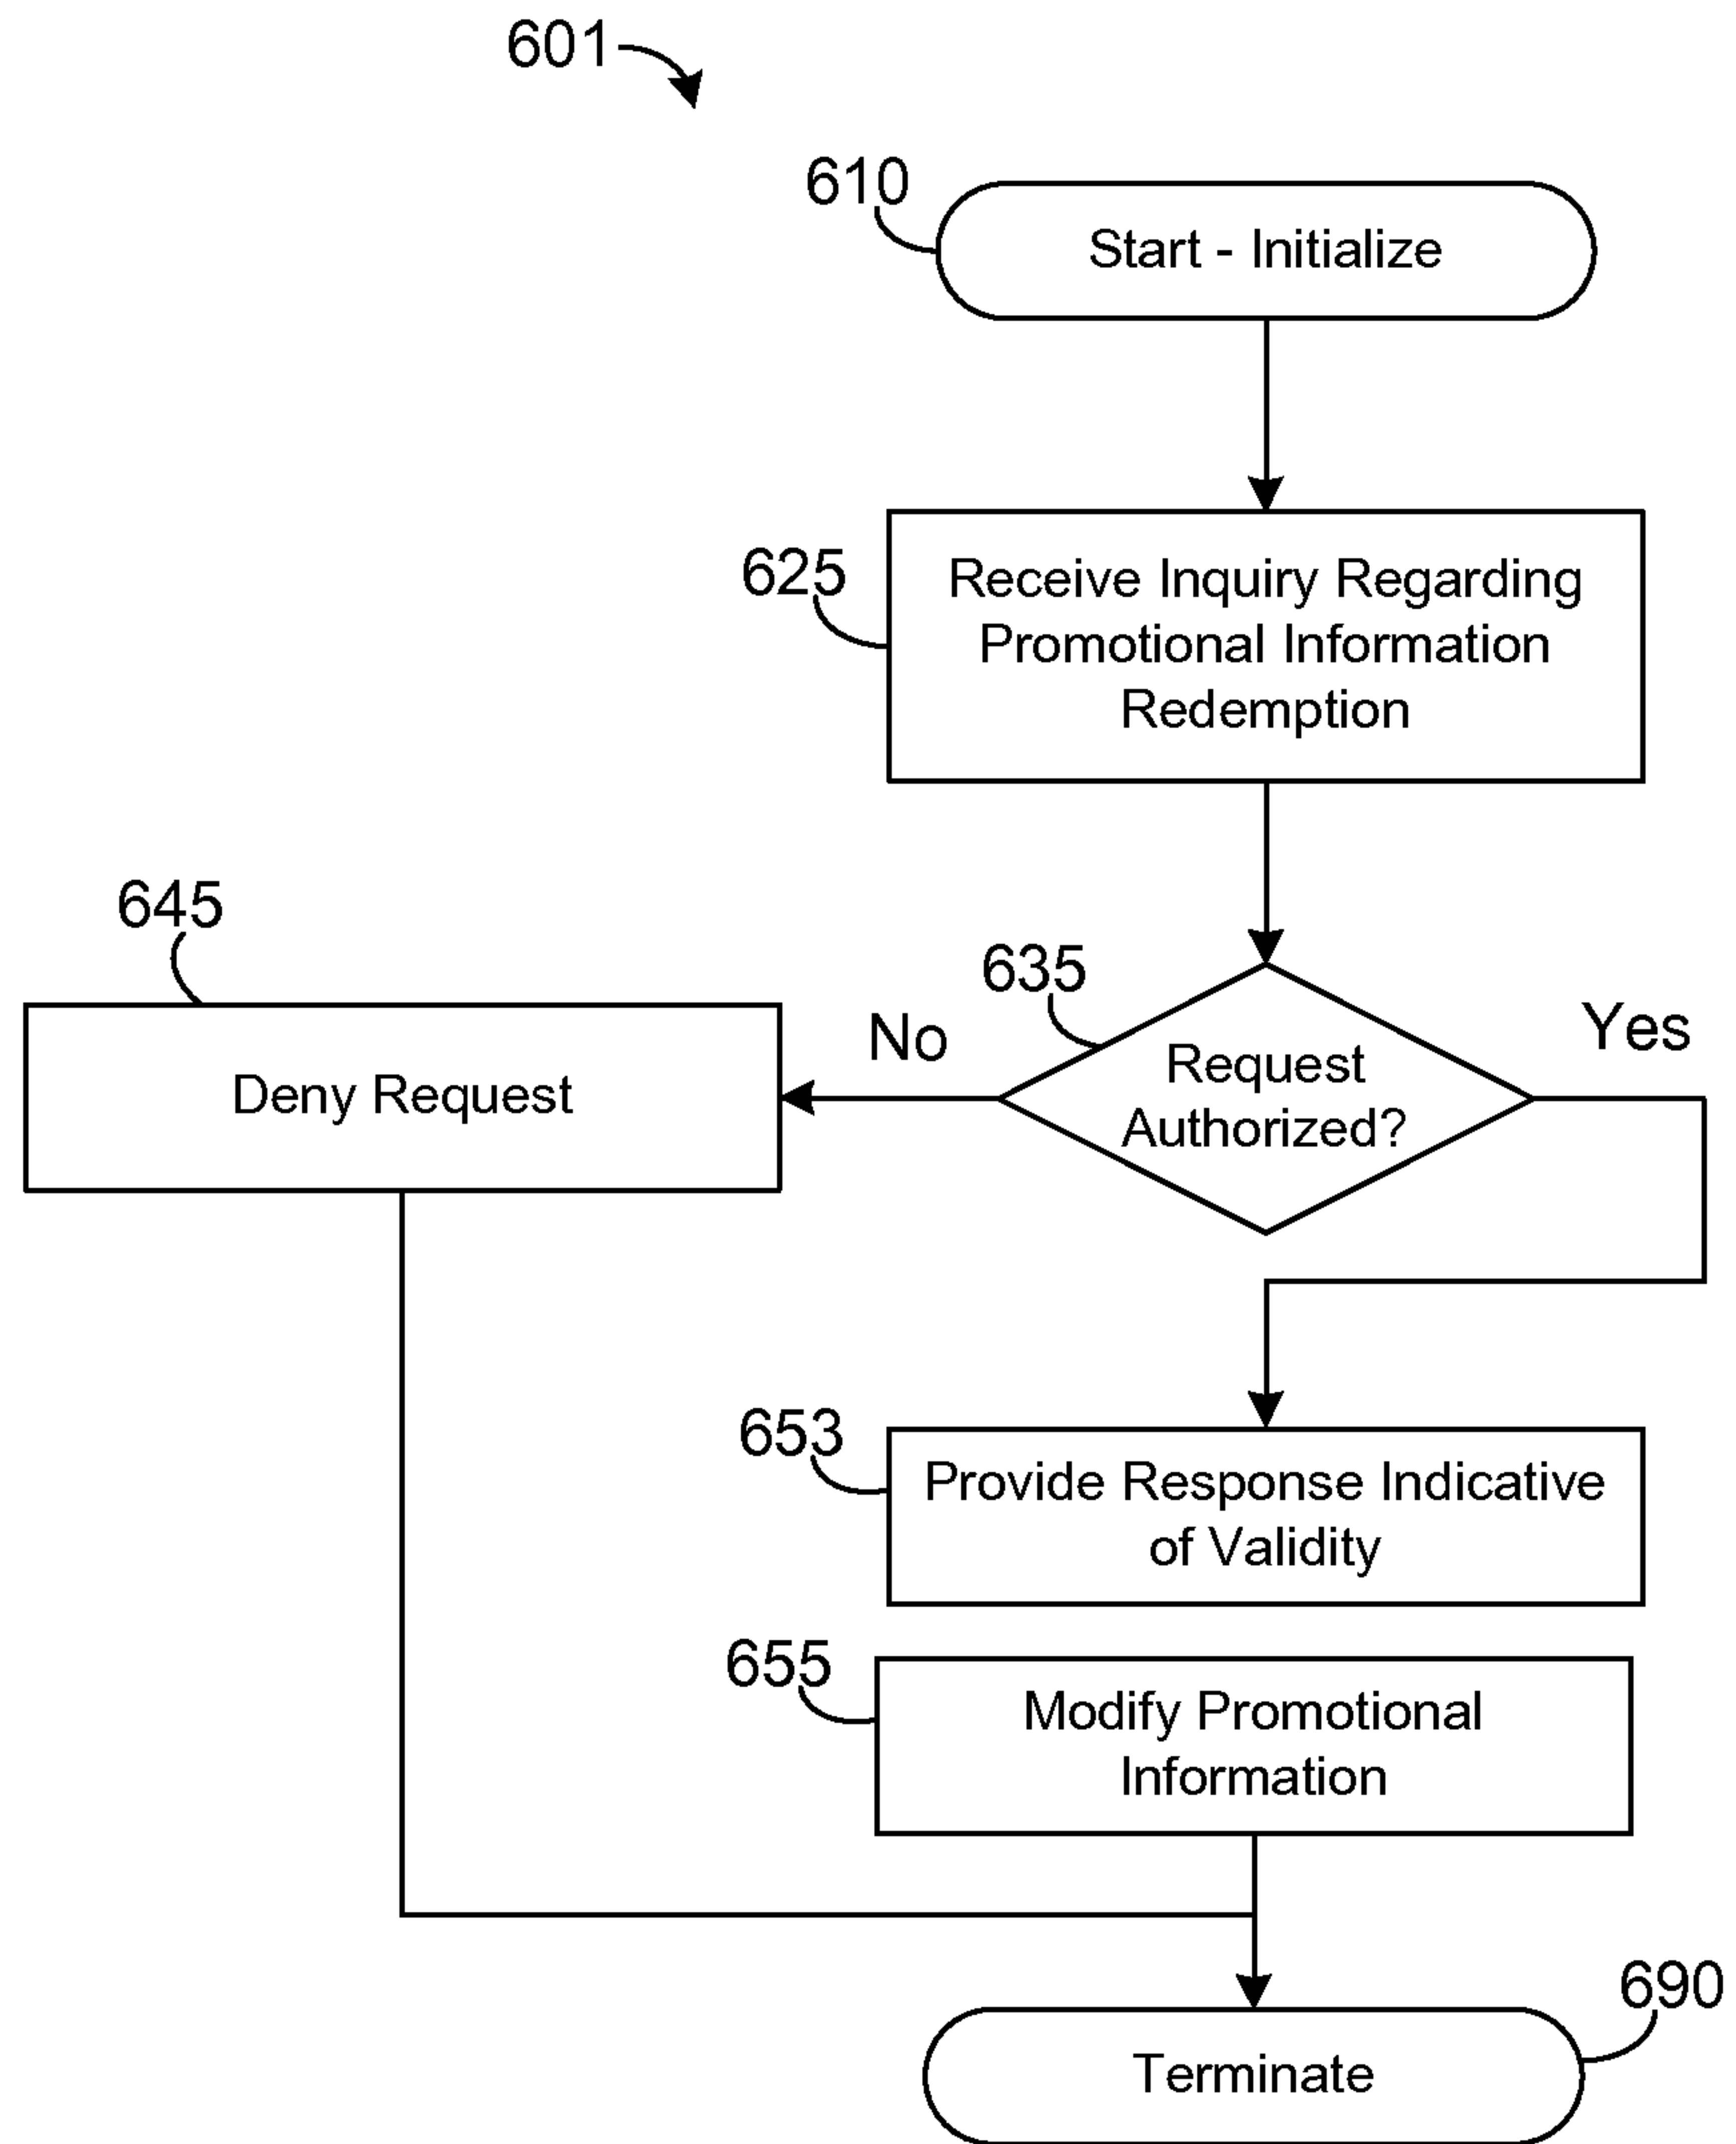 601
610
Start - Initialize
625
Receive Inquiry Regarding
Promotional Information
Redemption
645
635
No
Yes
Deny Request
Request
Authorized?
653
Provide Response Indicative
of Validity
655
Modify Promotional
Information
690
Terminate